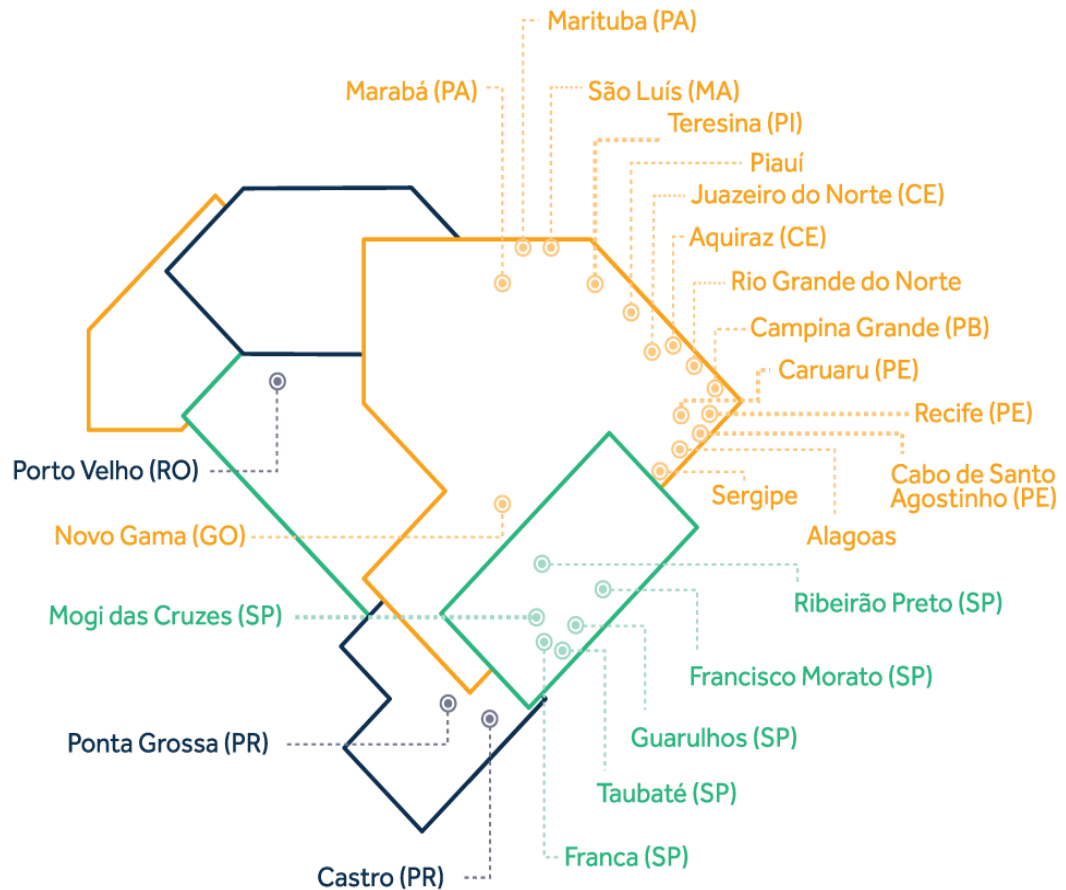 Marituba (PA)
Marabá (PA)
São Luís (MA)
Teresina (PI)
Piauí
Juazeiro do Norte (CE)
Aquiraz (CE)
Rio Grande do Norte
Campina Grande (PB)
Caruaru (PE)
Recife (PE)
Porto Velho (RO)
Cabo de Santo
Agostinho (PE)
Sergipe
Novo Gama (GO)
Alagoas
Ribeirão Preto (SP)
Mogi das Cruzes (SP)
Francisco Morato (SP)
Guarulhos (SP)
Ponta Grossa (PR)
Taubaté (SP)
Franca (SP)
Castro (PR)